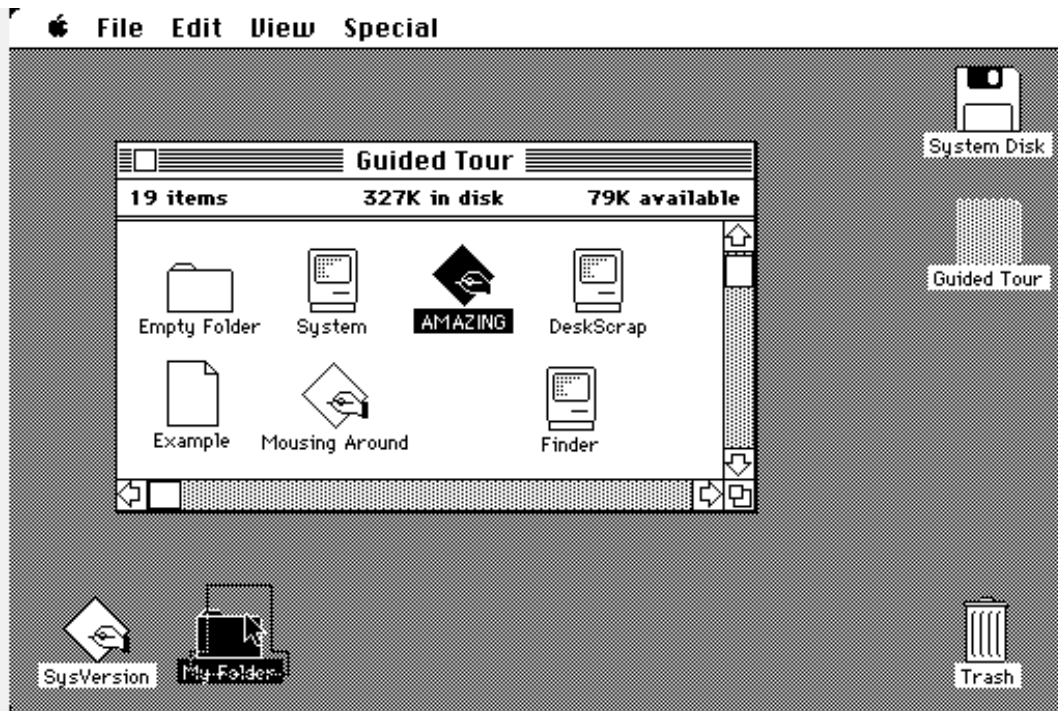 File Edit View Special
System Disk
Guided Tour
19 items 327K in disk 79K available
Guided Tour
Empty Folder System AMAZING DeskScrap
Example Mousing Around Finder
SysVersion My Folder Trash